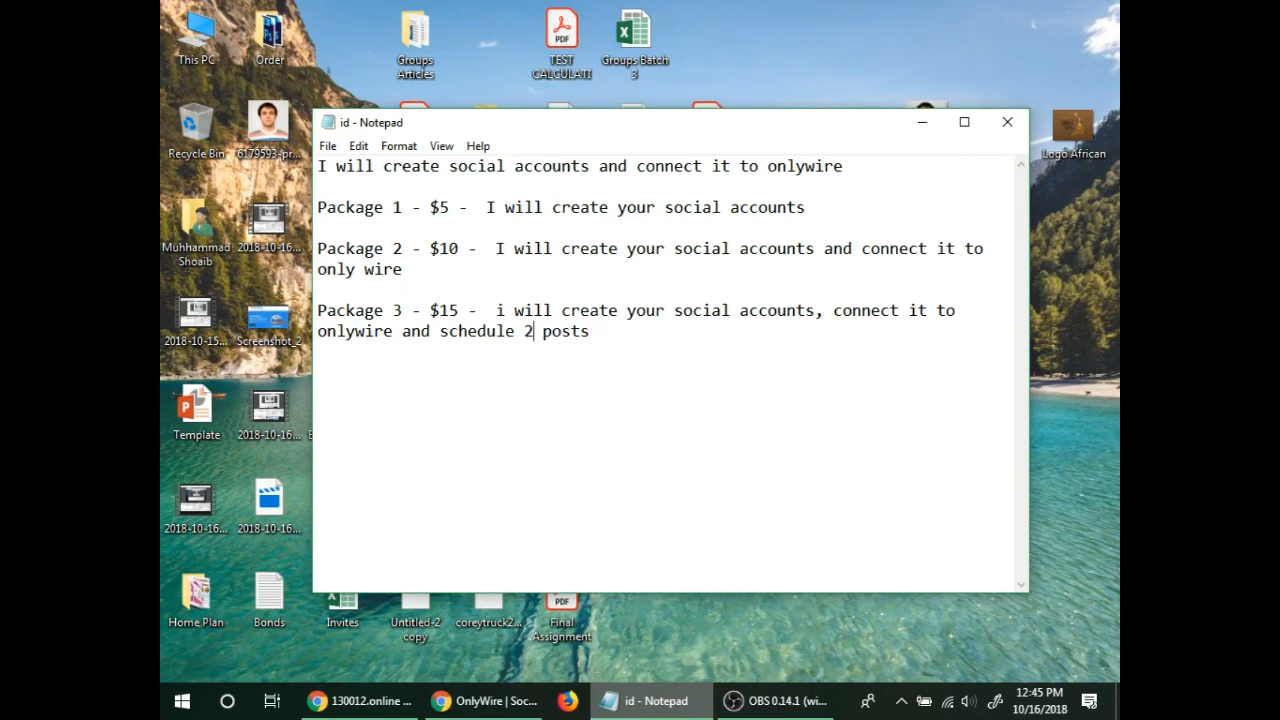 This PC
Order
Groups Articles
TEST CALCULATI
Groups Batch 3
Recycle Bin
6179593-pr...
Logo African
id - Notepad
File Edit Format View Help
I will create social accounts and connect it to onlywire
Package 1 - $5 -  I will create your social accounts
Package 2 - $10 -  I will create your social accounts and connect it to
only wire
Package 3 - $15 -  i will create your social accounts, connect it to
onlywire and schedule 2 posts
Muhhammad Shoaib
2018-10-16...
2018-10-15...
Screenshot_2
Template
2018-10-16...
2018-10-16...
2018-10-16...
Home Plan
Bonds
Invites
Untitled-2 copy
coreytruck2...
PDF
Final Assignment
130012.online ...
OnlyWire | Soc...
id - Notepad
OBS 0.14.1 (wi...
12:45 PM
10/16/2018